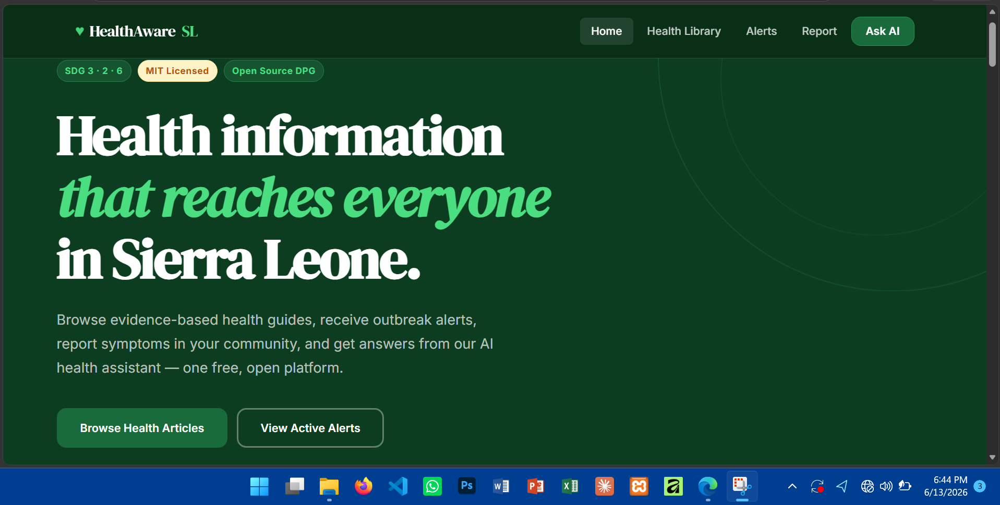 ♥ HealthAware SL
Home
Health Library
Alerts
Report
Ask AI
SDG 3 · 2 · 6
MIT Licensed
Open Source DPG
Health information
that reaches everyone
in Sierra Leone.
Browse evidence-based health guides, receive outbreak alerts,
report symptoms in your community, and get answers from our AI
health assistant — one free, open platform.
Browse Health Articles
View Active Alerts
Ps
W
P
X
a
6:44 PM
6/13/2026
3